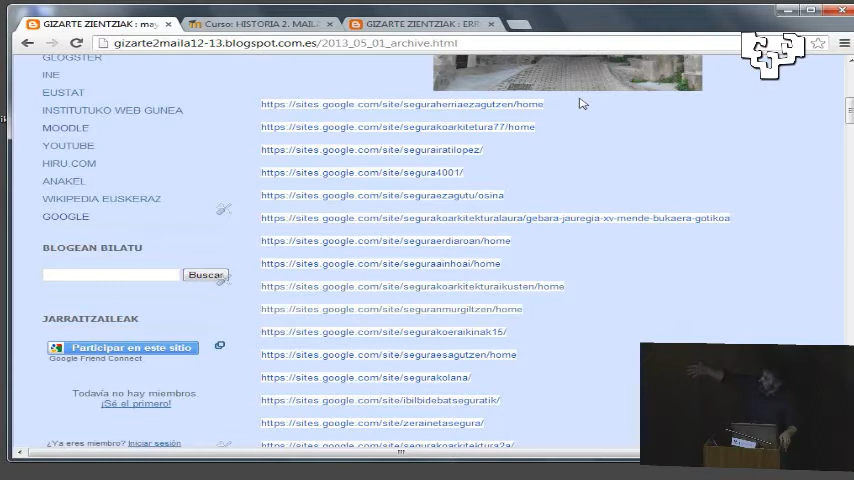 GIZARTE ZIENTZIAK : may
Curso: HISTORIA 2. MAILA
GIZARTE ZIENTZIAK : ERR
gizarte2maila12-13.blogspot.com.es/2013_05_01_archive.html
GLOGSTER
INE
EUSTAT
INSTITUTUKO WEB GUNEA
MOODLE
YOUTUBE
HIRU.COM
ANAKEL
WIKIPEDIA EUSKERAZ
GOOGLE
BLOGEAN BILATU
Buscar
JARRAITZAILEAK
Participar en este sitio
Google Friend Connect
Todavía no hay miembros.
¡Sé el primero!
¿Ya eres miembro? Iniciar sesión
https://sites.google.com/site/seguraherriaezagutzen/home
https://sites.google.com/site/segurakoarkitetura77/home
https://sites.google.com/site/segurairatilopez/
https://sites.google.com/site/segura4001/
https://sites.google.com/site/seguraezagutu/osina
https://sites.google.com/site/segurakoarkitekturalaura/gebara-jauregia-xv-mende-bukaera-gotikoa
https://sites.google.com/site/seguraerdiaroan/home
https://sites.google.com/site/seguraainhoai/home
https://sites.google.com/site/segurakoarkitekturaikusten/home
https://sites.google.com/site/seguranmurgiltzen/home
https://sites.google.com/site/segurakoeraikinak15/
https://sites.google.com/site/seguraesagutzen/home
https://sites.google.com/site/segurakolana/
https://sites.google.com/site/ibilbidebatseguratik/
https://sites.google.com/site/zerainetasegura/
https://sites.google.com/site/segurakoarkitektura2a/